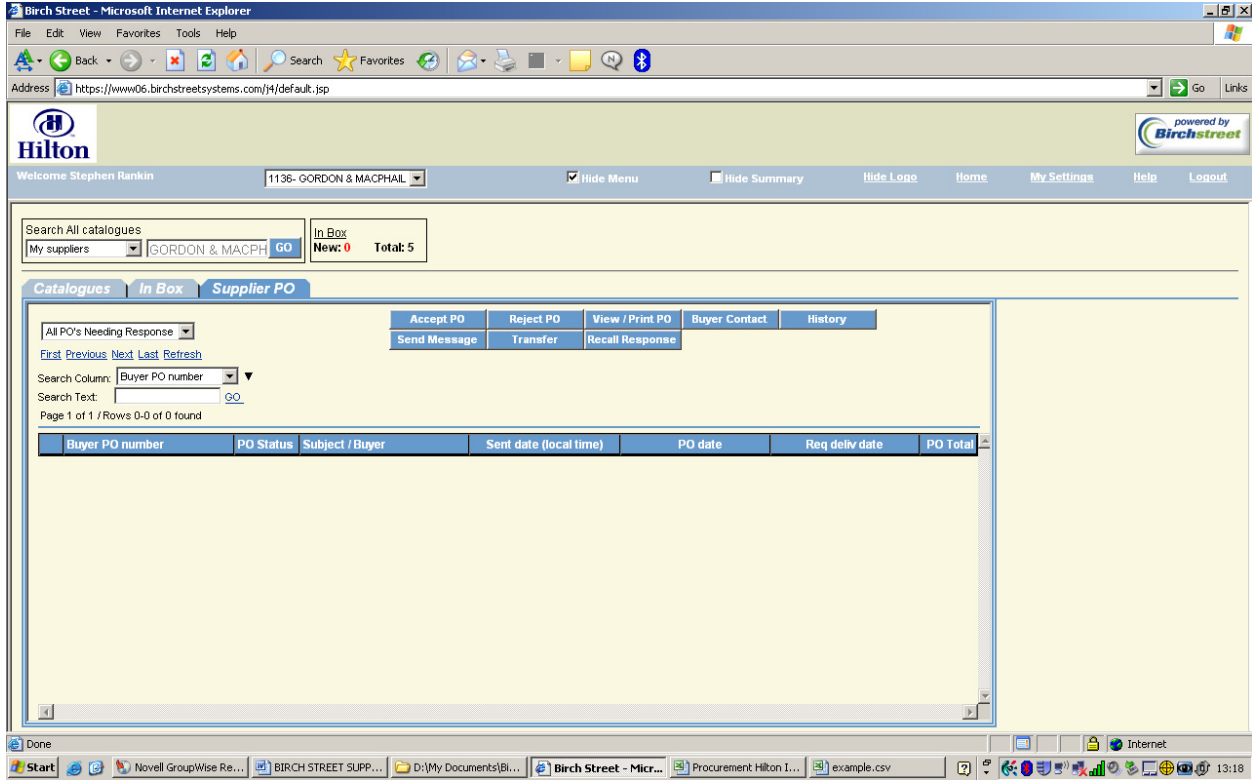 Birch Street - Microsoft Internet Explorer
File Edit View Favorites Tools Help
Back Search Favorites
Address https://www06.birchstreetsystems.com/j4/default.jsp Go Links
Hilton
powered by
Birchstreet
Welcome Stephen Rankin 1136- GORDON & MACPHAIL Hide Menu Hide Summary Hide Logo Home My Settings Help Logout
Search All catalogues
My suppliers GORDON & MACPH GO
In Box
New: 0 Total: 5
Catalogues In Box Supplier PO
All PO's Needing Response
Accept PO Reject PO View / Print PO Buyer Contact History
Send Message Transfer Recall Response
First Previous Next Last Refresh
Search Column: Buyer PO number
Search Text: GO
Page 1 of 1 / Rows 0-0 of 0 found
Buyer PO number PO Status Subject / Buyer Sent date (local time) PO date Req deliv date PO Total
Done Internet
Start Novell GroupWise Re... BIRCH STREET SUPP... D:\My Documents\Bi... Birch Street - Micr... Procurement Hilton I... example.csv 13:18